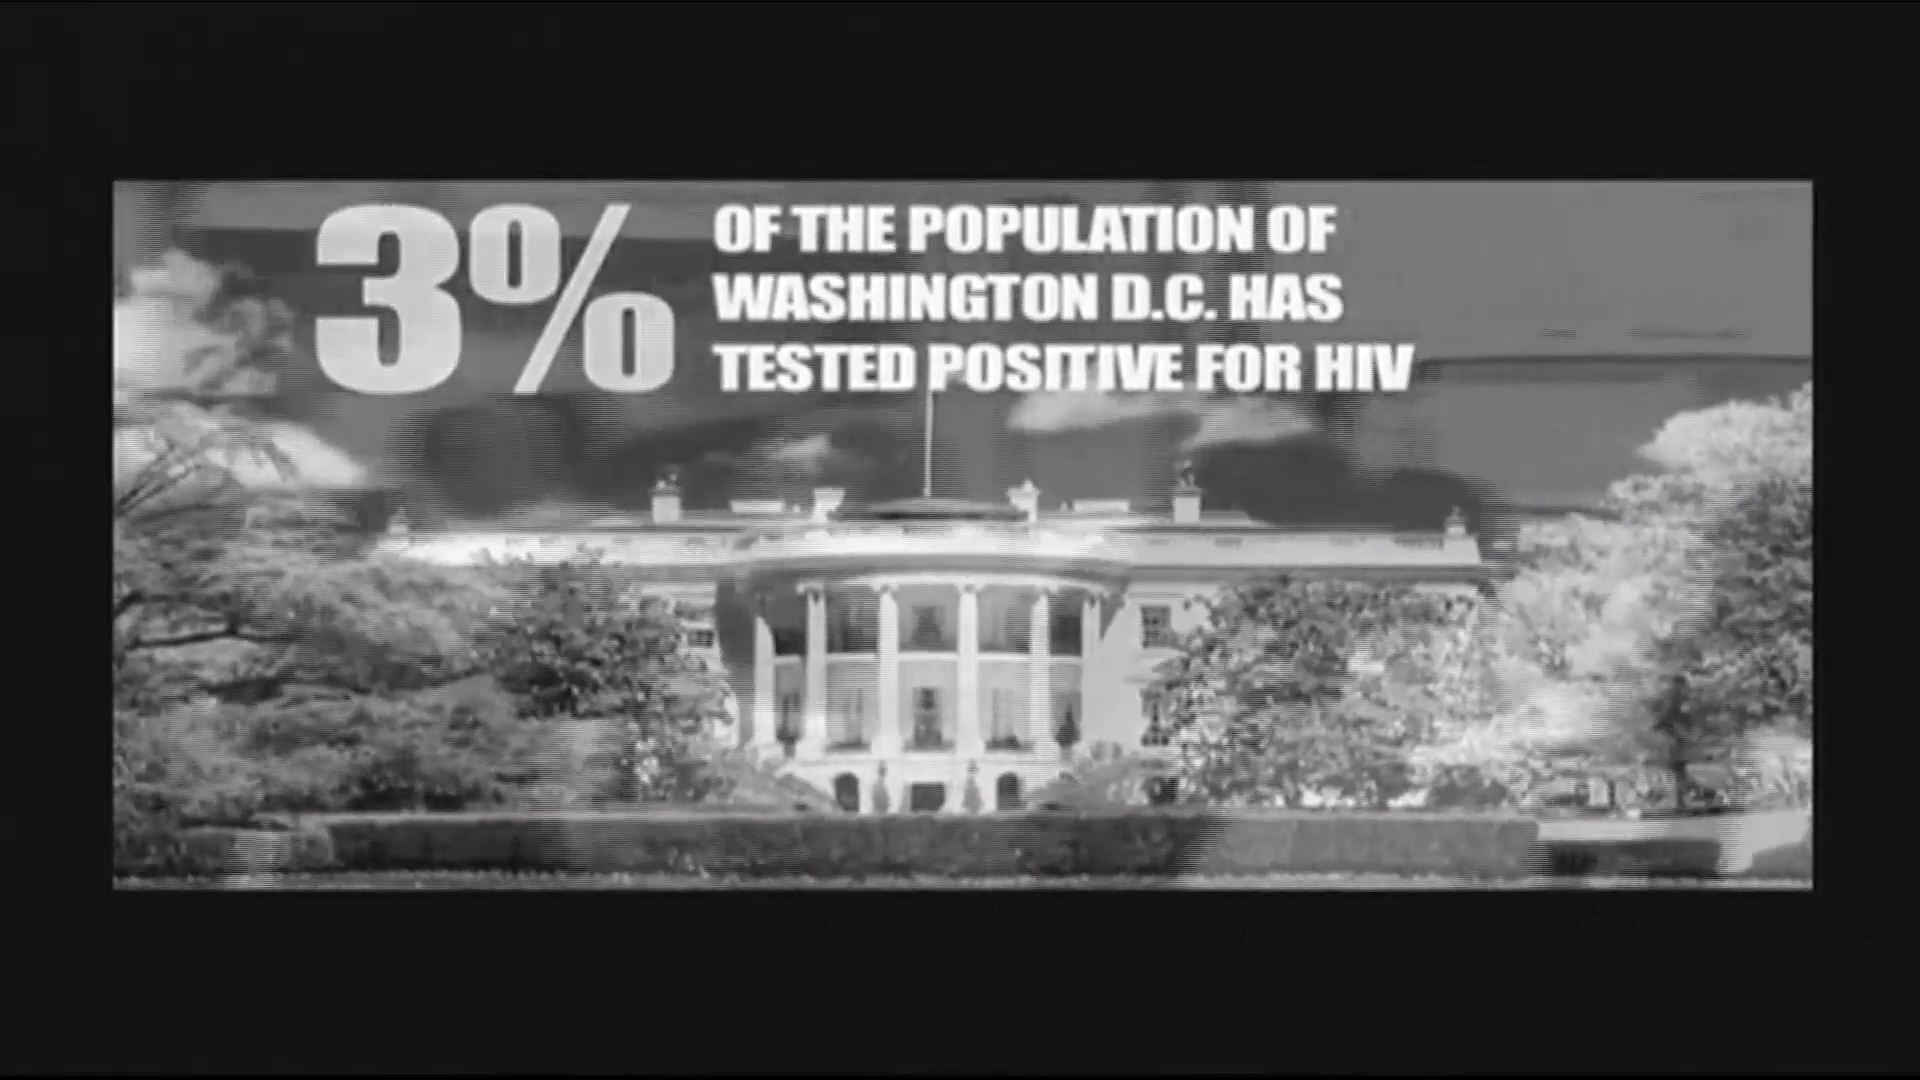 3% OF THE POPULATION OF
WASHINGTON D.C. HAS
TESTED POSITIVE FOR HIV